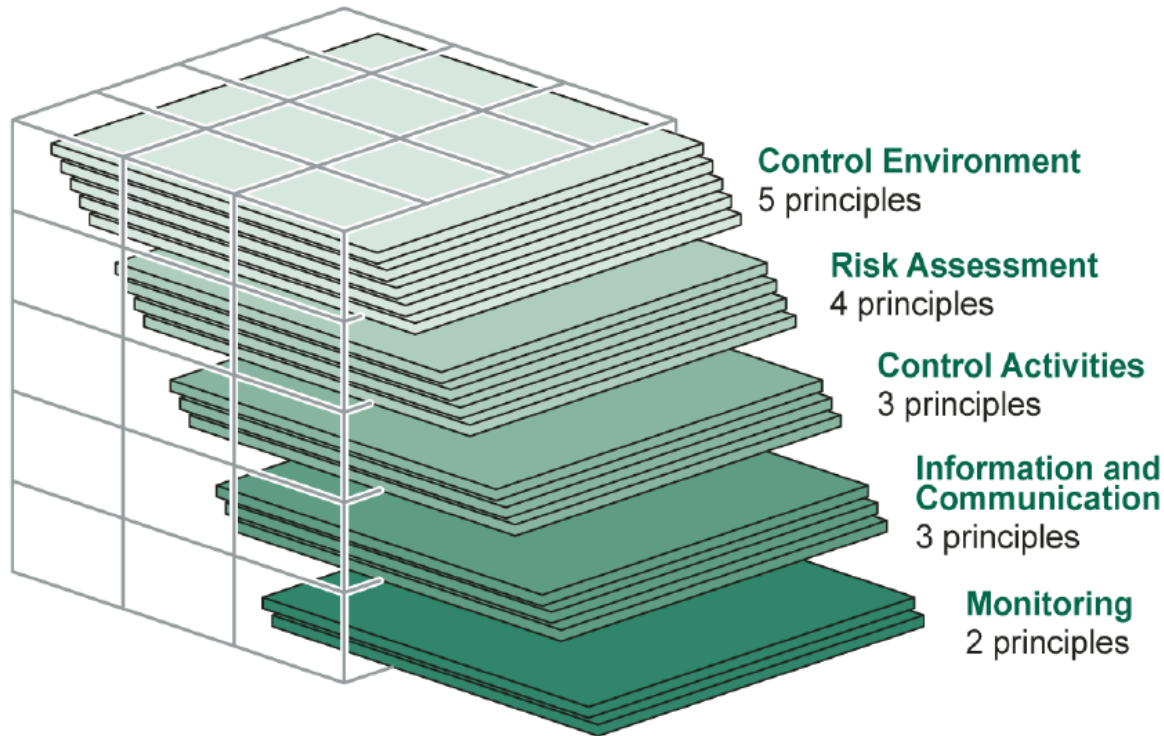 Control Environment
5 principles
Risk Assessment
4 principles
Control Activities
3 principles
Information and
Communication
3 principles
Monitoring
2 principles